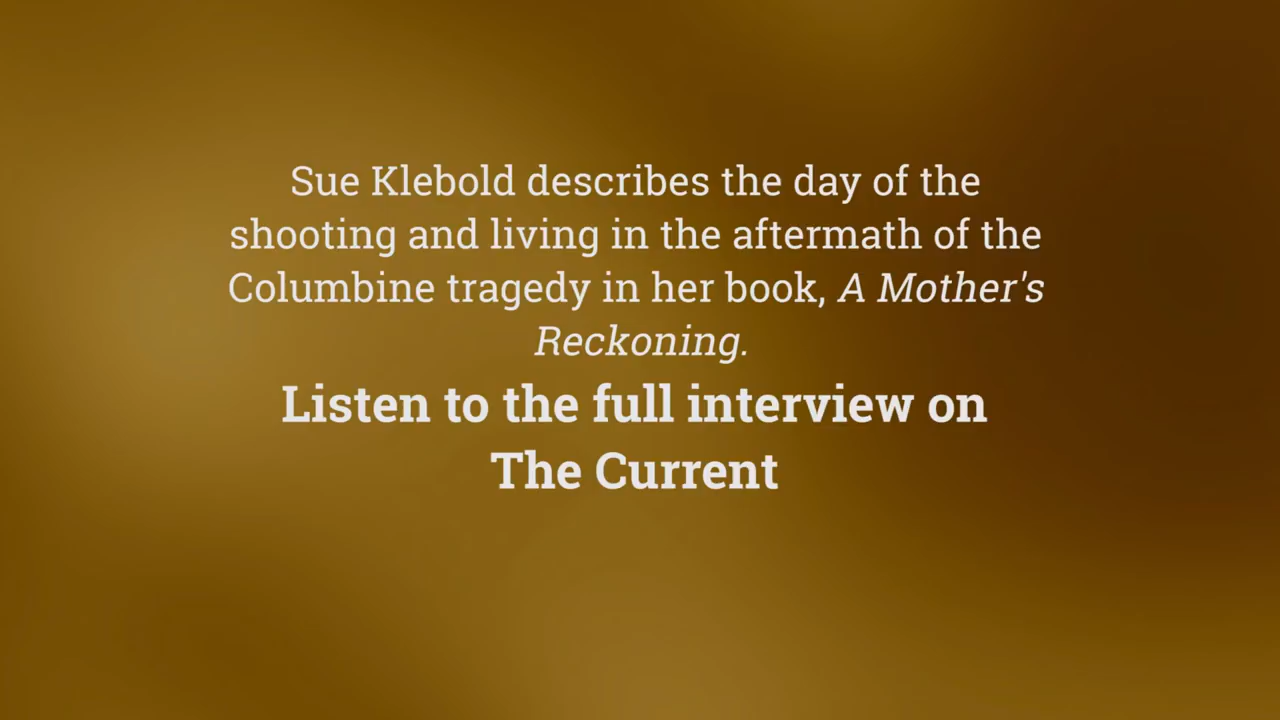 Sue Klebold describes the day of the
shooting and living in the aftermath of the
Columbine tragedy in her book, A Mother's
Reckoning.
Listen to the full interview on
The Current